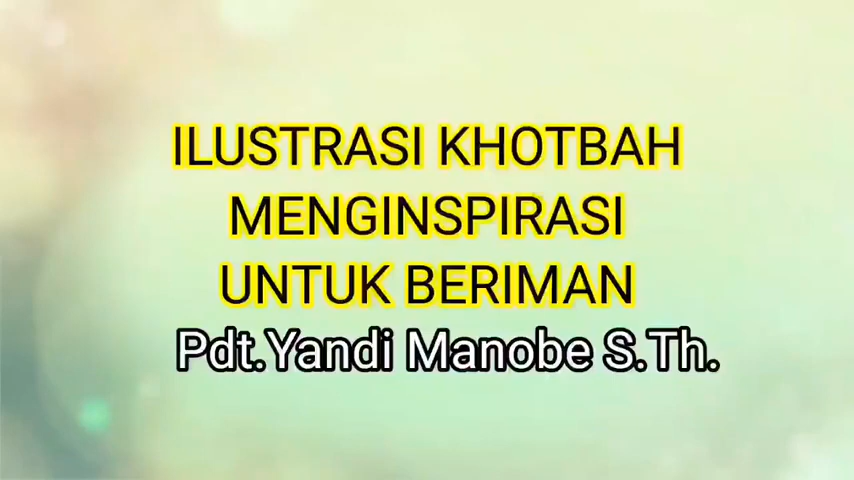 ILUSTRASI KHOTBAH
MENGINSPIRASI
UNTUK BERIMAN
Pdt.Yandi Manobe S.Th.